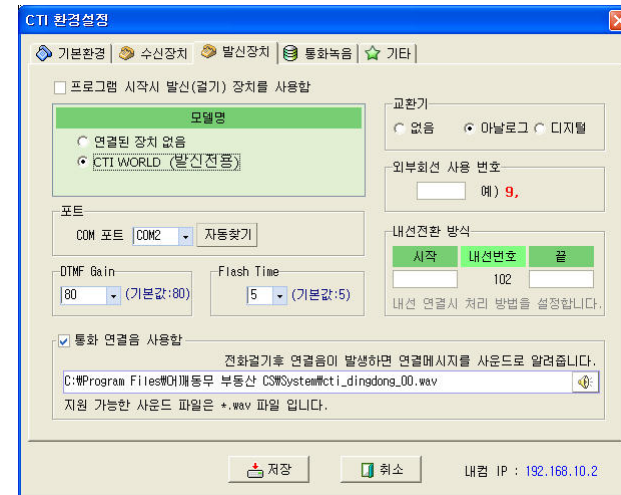 CTI 환경설정
기본환경 수신장치 발신장치 통화녹음 기타
프로그램 시작시 발신(걸기) 장치를 사용함
모델명
연결된 장치 없음
CTI WORLD (발신전용)
교환기
없음 아날로그 디지털
외부회선 사용 번호
예) 9,
포트
COM 포트 COM2 자동찾기
내선전환 방식
시작 내선번호 끝
102
내선 연결시 처리 방법을 설정합니다.
DTMF Gain
80 (기본값:80)
Flash Time
5 (기본값:5)
통화 연결음 사용함
전화걸기후 연결음이 발생하면 연결메시지를 사운드로 알려줍니다.
C:₩Program Files₩어깨동무 부동산 CS₩System₩cti_dingdong_00.wav
지원 가능한 사운드 파일은 *.wav 파일 입니다.
저장 취소 내컴 IP : 192.168.10.2